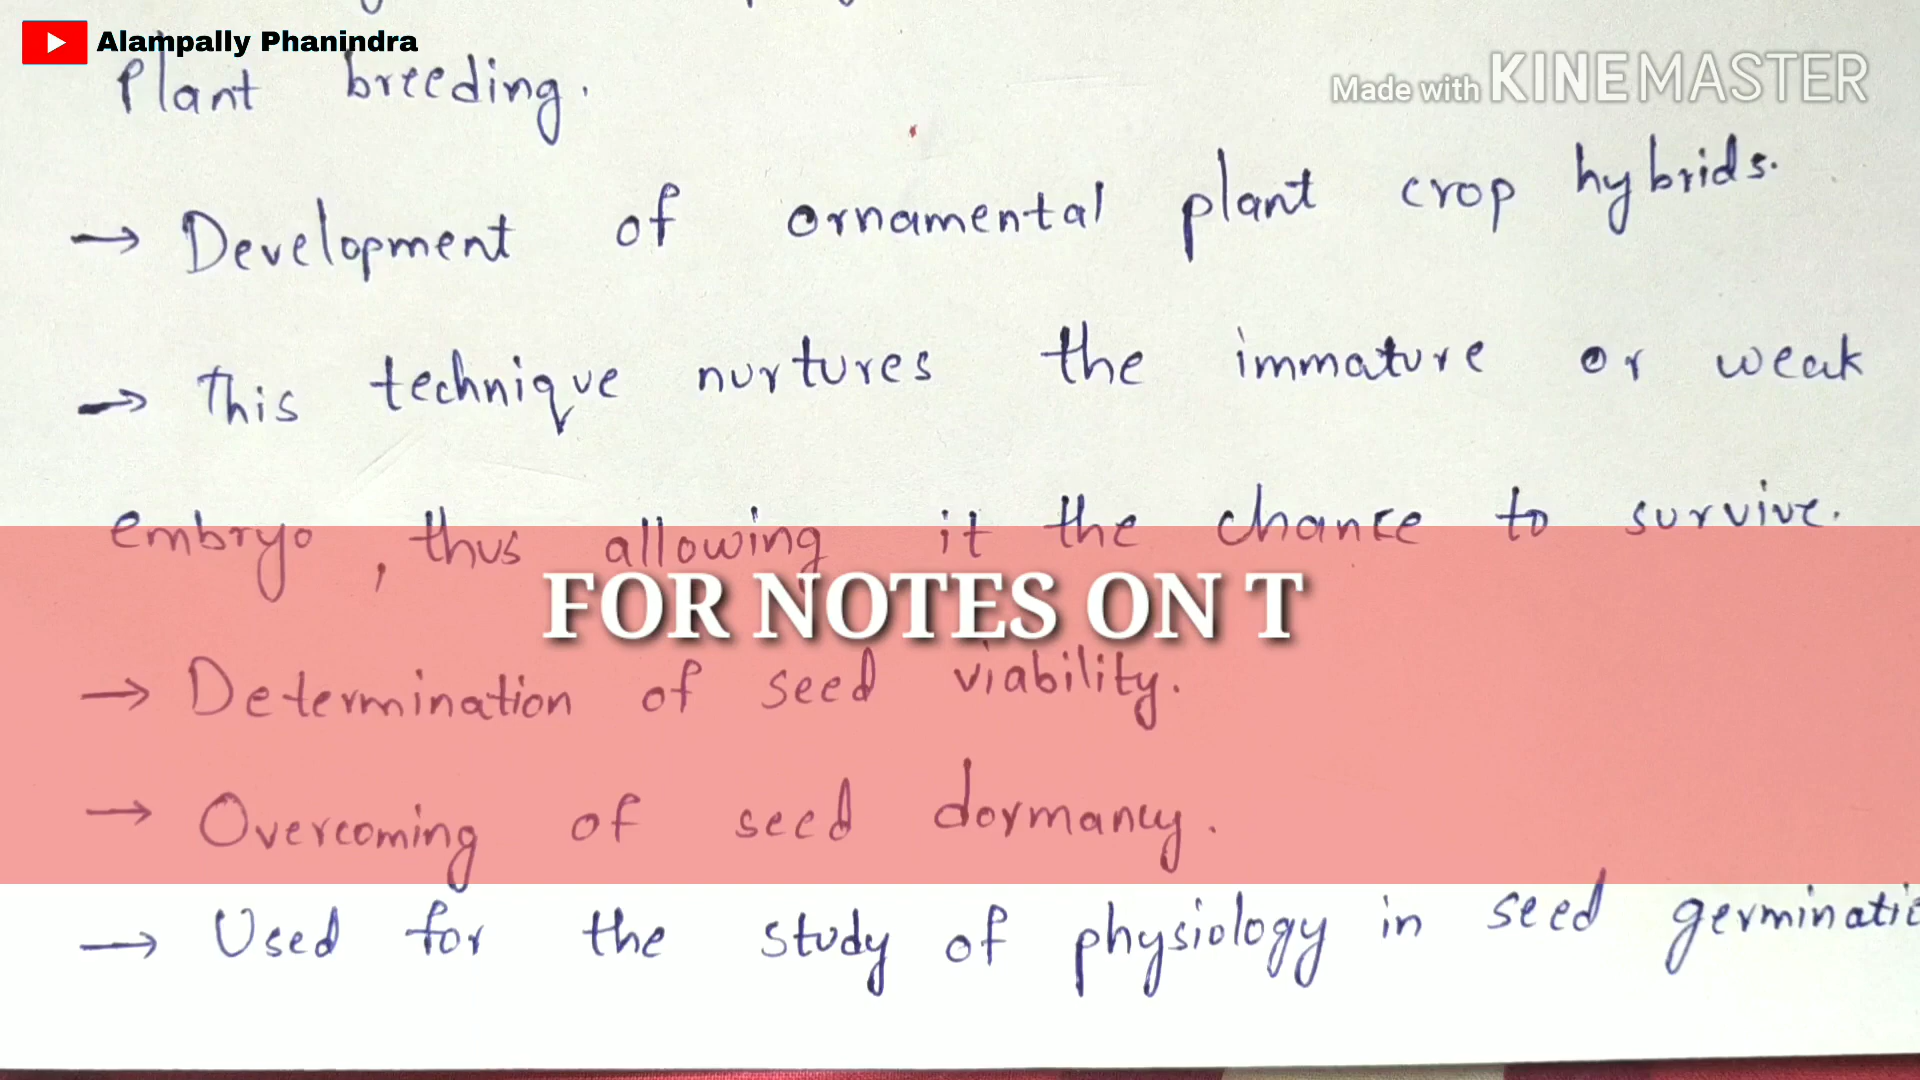 Alampally Phanindra
Made with KINEMASTER
Plant breeding.
→ Development of ornamental plant crop hybrids.
→ This technique nurtures the immature or weak
embryo, thus allowing it the chance to survive.
FOR NOTES ON T
→ Determination of seed viability.
→ Overcoming of seed dormancy.
→ Used for the study of physiology in seed germinatio